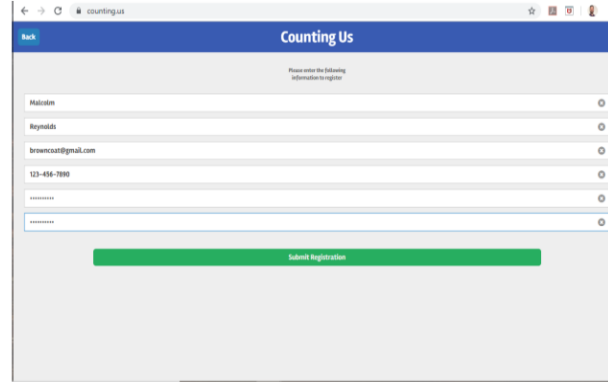 counting.us
Back
Counting Us
Please enter the following
information to register
Malcolm
Reynolds
browncoat@gmail.com
123-456-7890
••••••••••
••••••••••
Submit Registration